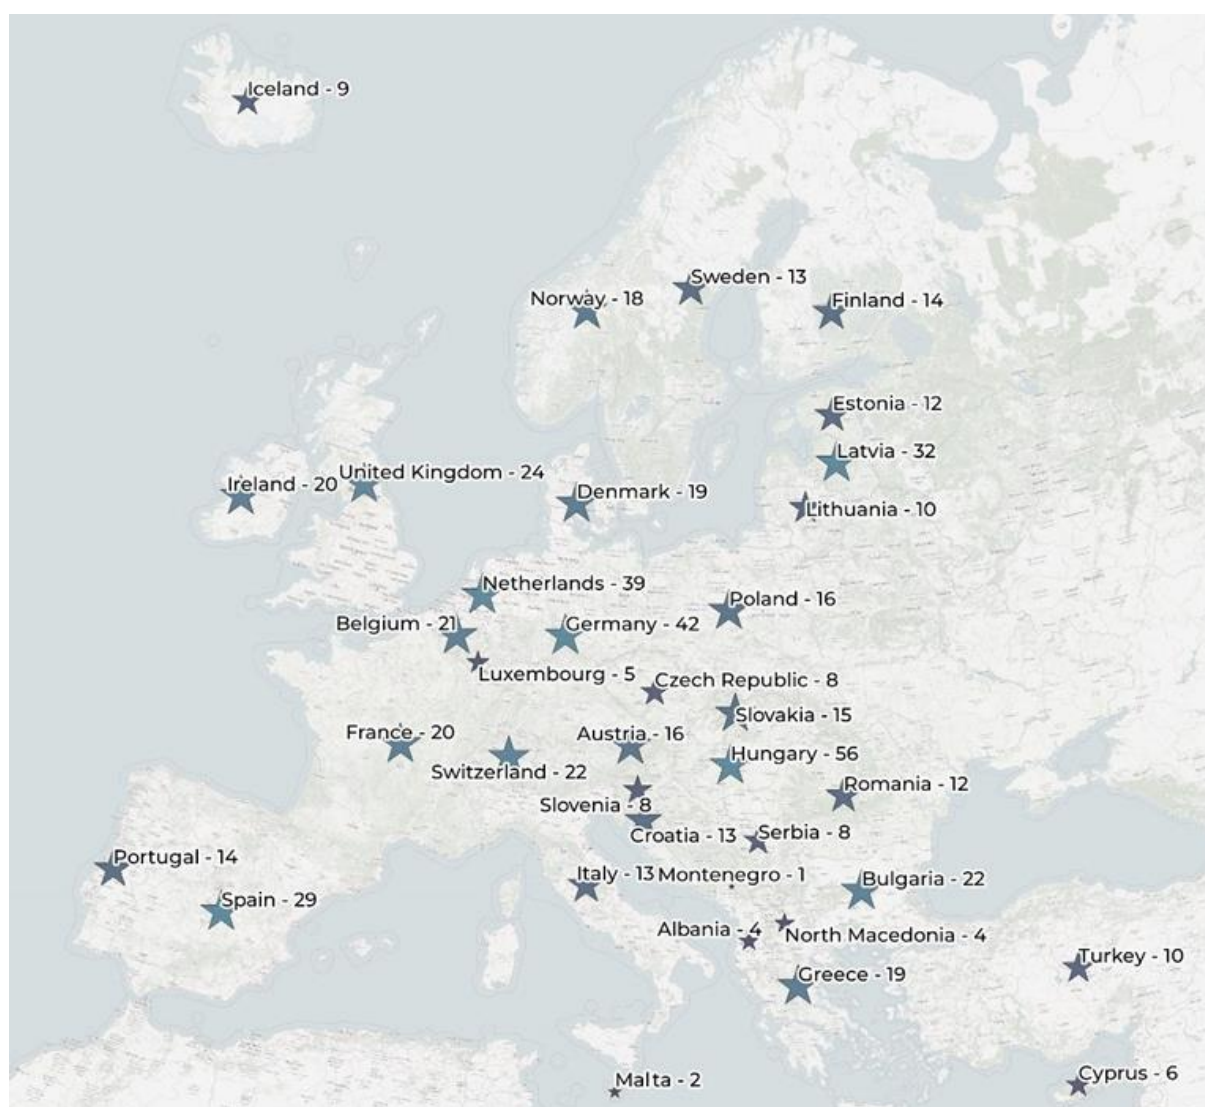 Iceland - 9
Sweden - 13
Norway - 18
Finland - 14
Estonia - 12
Latvia - 32
United Kingdom - 24
Ireland - 20
Denmark - 19
Lithuania - 10
Netherlands - 39
Poland - 16
Belgium - 21
Germany - 42
Luxembourg - 5
Czech Republic - 8
Slovakia - 15
France - 20
Austria - 16
Hungary - 56
Switzerland - 22
Romania - 12
Slovenia - 8
Serbia - 8
Croatia - 13
Portugal - 14
Italy - 13
Montenegro - 1
Bulgaria - 22
Spain - 29
Albania - 4
North Macedonia - 4
Turkey - 10
Greece - 19
Cyprus - 6
Malta - 2